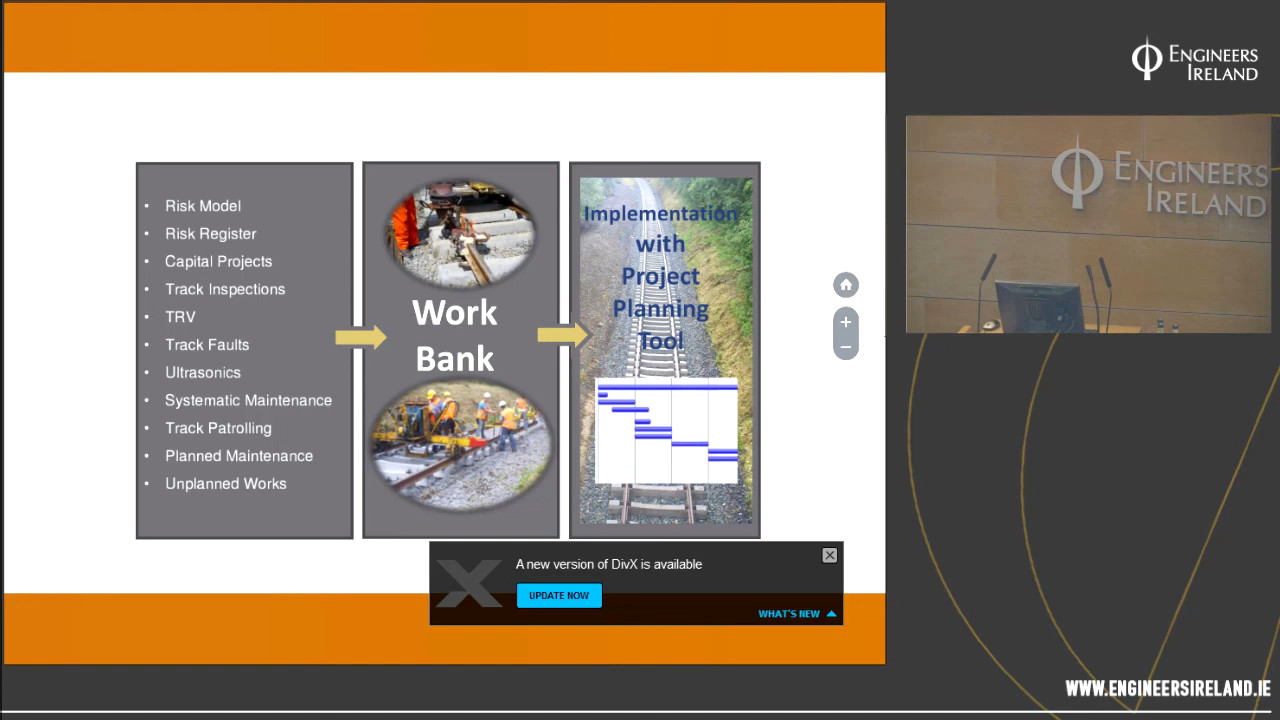 ENGINEERS
IRELAND
ENGINEERS
IRELAND
• Risk Model
• Risk Register
• Capital Projects
• Track Inspections
• TRV
• Track Faults
• Ultrasonics
• Systematic Maintenance
• Track Patrolling
• Planned Maintenance
• Unplanned Works
Work
Bank
Implementation
with
Project
Planning
Tool
A new version of DivX is available
UPDATE NOW
WHAT'S NEW
WWW.ENGINEERSIRELAND.IE